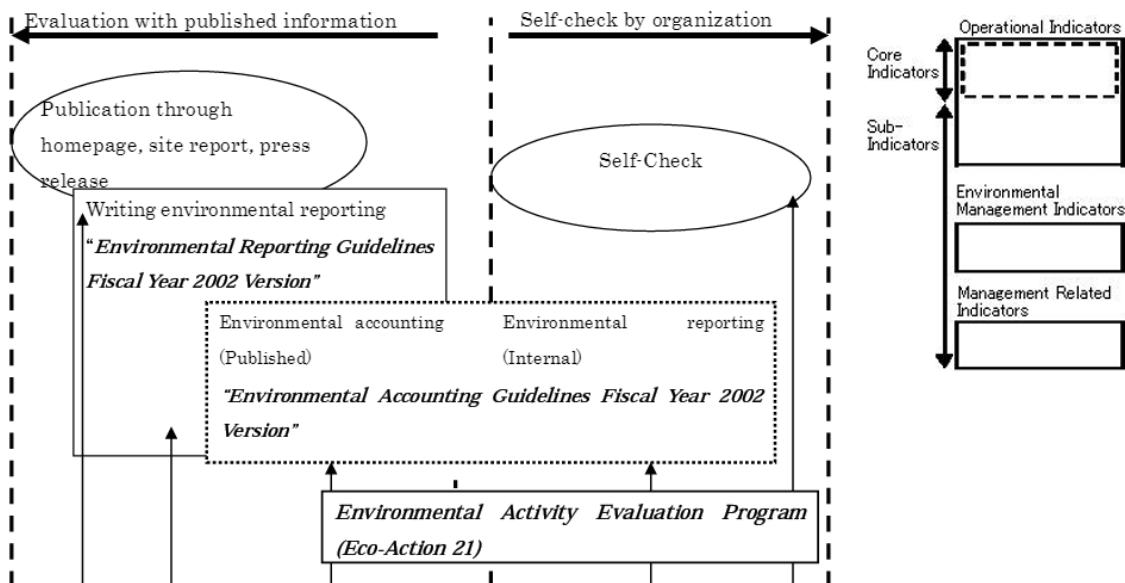 Evaluation with published information
Self-check by organization
Publication through
homepage, site report, press
release
Self-Check
Writing environmental reporting
“Environmental Reporting Guidelines
Fiscal Year 2002 Version”
Environmental accounting
(Published)
Environmental reporting
(Internal)
“Environmental Accounting Guidelines Fiscal Year 2002
Version”
Environmental Activity Evaluation Program
(Eco-Action 21)
Operational Indicators
Core
Indicators
Sub-
Indicators
Environmental
Management Indicators
Management Related
Indicators